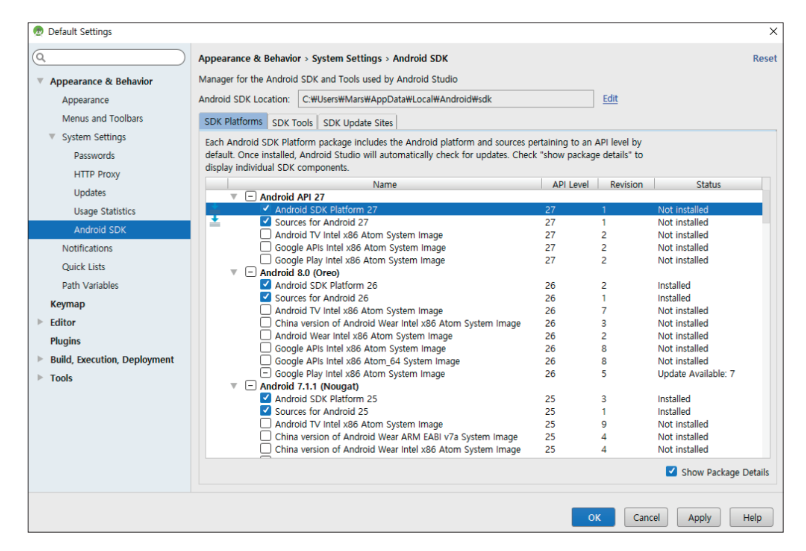 Default Settings
Appearance & Behavior
Appearance
Menus and Toolbars
System Settings
Passwords
HTTP Proxy
Updates
Usage Statistics
Android SDK
Notifications
Quick Lists
Path Variables
Keymap
Editor
Plugins
Build, Execution, Deployment
Tools
Appearance & Behavior › System Settings › Android SDK Reset
Manager for the Android SDK and Tools used by Android Studio
Android SDK Location: C:₩Users₩Mars₩AppData₩Local₩Android₩sdk Edit
SDK Platforms SDK Tools SDK Update Sites
Each Android SDK Platform package includes the Android platform and sources pertaining to an API level by
default. Once installed, Android Studio will automatically check for updates. Check "show package details" to
display individual SDK components.
Name API Level Revision Status
Android API 27
Android SDK Platform 27 27 1 Not installed
Sources for Android 27 27 1 Not installed
Android TV Intel x86 Atom System Image 27 2 Not installed
Google APIs Intel x86 Atom System Image 27 2 Not installed
Google Play Intel x86 Atom System Image 27 2 Not installed
Android 8.0 (Oreo)
Android SDK Platform 26 26 2 Installed
Sources for Android 26 26 1 Installed
Android TV Intel x86 Atom System Image 26 7 Not installed
China version of Android Wear Intel x86 Atom System Image 26 3 Not installed
Android Wear Intel x86 Atom System Image 26 2 Not installed
Google APIs Intel x86 Atom System Image 26 8 Not installed
Google APIs Intel x86 Atom_64 System Image 26 8 Not installed
Google Play Intel x86 Atom System Image 26 5 Update Available: 7
Android 7.1.1 (Nougat)
Android SDK Platform 25 25 3 Installed
Sources for Android 25 25 1 Installed
Android TV Intel x86 Atom System Image 25 9 Not installed
China version of Android Wear ARM EABI v7a System Image 25 4 Not installed
China version of Android Wear Intel x86 Atom System Image 25 4 Not installed
Show Package Details
OK Cancel Apply Help